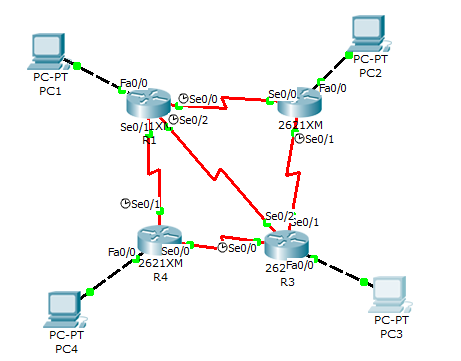 PC-PT
PC1
PC-PT
PC2
Fa0/0
Se0/0
Se0/0
Fa0/0
Se0/1
1XM
Se0/2
R1
2621XM
Se0/1
Se0/1
Se0/2
Se0/1
Fa0/0
Se0/0
Se0/0
2621XM
R4
262
Fa0/0
R3
PC-PT
PC4
PC-PT
PC3